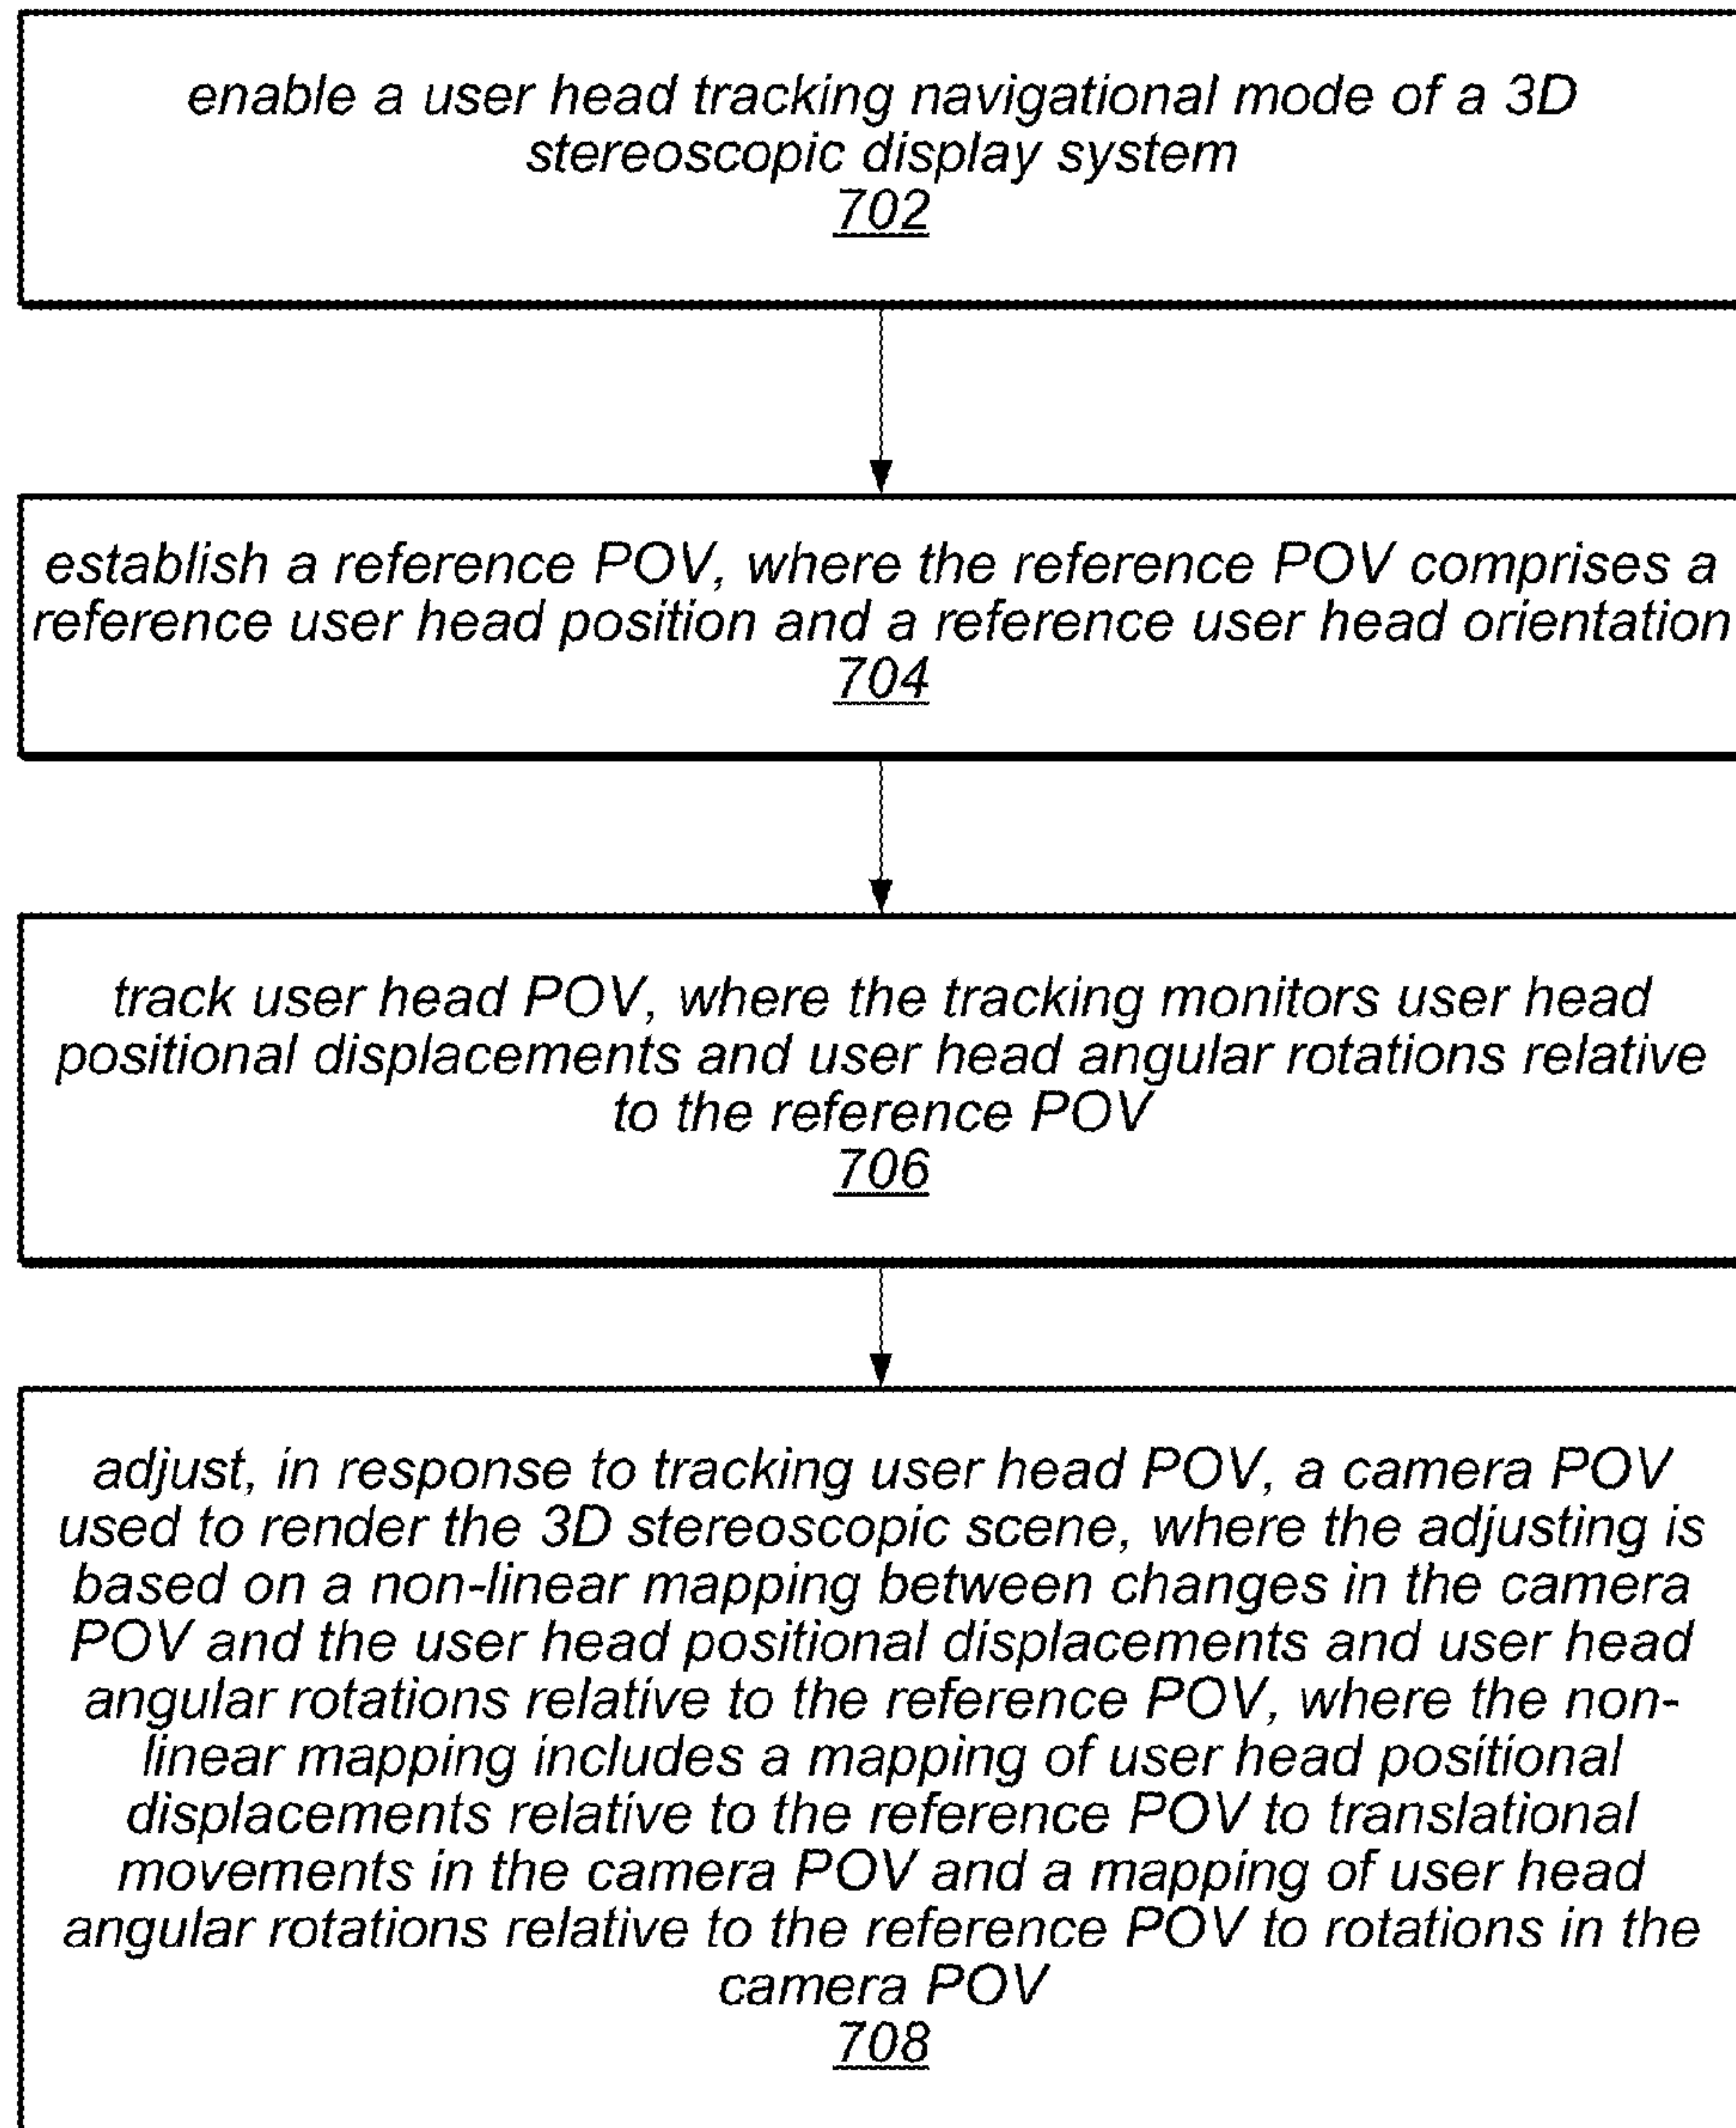 enable a user head tracking navigational mode of a 3D
stereoscopic display system
702
establish a reference POV, where the reference POV comprises a
reference user head position and a reference user head orientation
704
track user head POV, where the tracking monitors user head
positional displacements and user head angular rotations relative
to the reference POV
706
adjust, in response to tracking user head POV, a camera POV
used to render the 3D stereoscopic scene, where the adjusting is
based on a non-linear mapping between changes in the camera
POV and the user head positional displacements and user head
angular rotations relative to the reference POV, where the non-
linear mapping includes a mapping of user head positional
displacements relative to the reference POV to translational
movements in the camera POV and a mapping of user head
angular rotations relative to the reference POV to rotations in the
camera POV
708